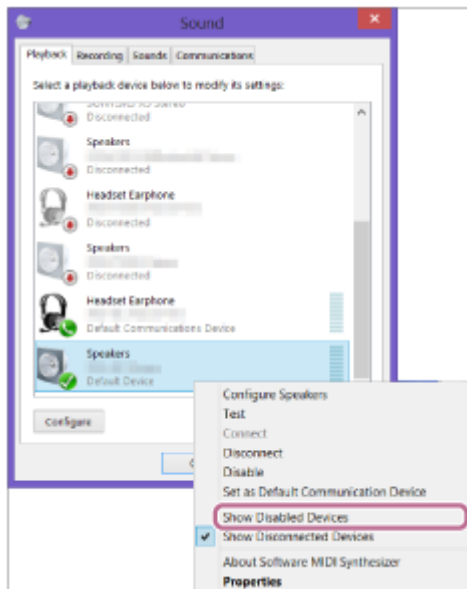 Sound
Playback Recording Sounds Communications
Select a playback device below to modify its settings:
Disconnected
Speakers
Disconnected
Headset Earphone
Disconnected
Speakers
Disconnected
Headset Earphone
Default Communications Device
Speakers
Default Device
Configure
Configure Speakers
Test
Connect
Disconnect
Disable
Set as Default Communication Device
Show Disabled Devices
Show Disconnected Devices
About Software MIDI Synthesizer
Properties